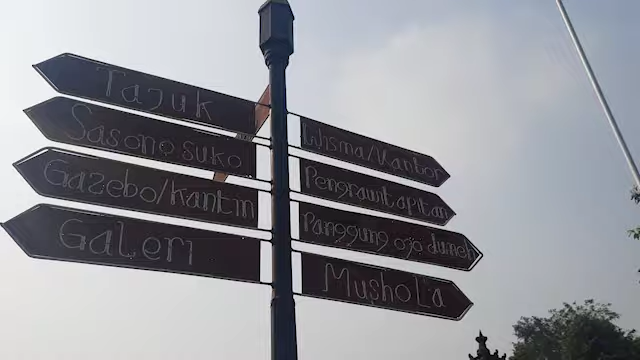 Tajuk
Sasono suko
Gazebo/Kantin
Galeri
Wisma/Kantor
Pengrawitapitan
Panggung ojo dumeh
MushoLa